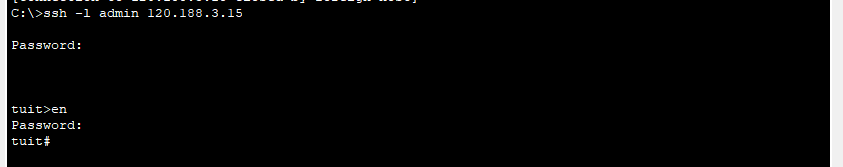 C:\>ssh -l admin 120.188.3.15
Password:
tuit>en
Password:
tuit#